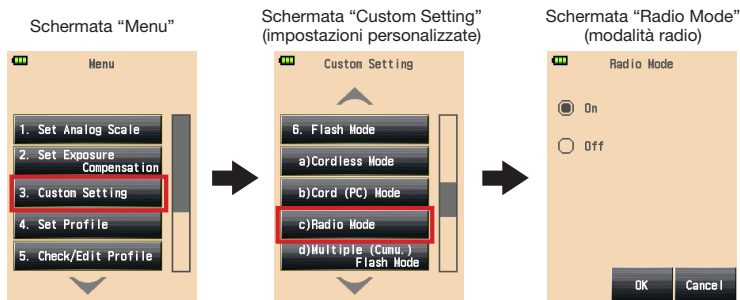 Schermata “Menu”
Menu
1. Set Analog Scale
2. Set Exposure
Compensation
3. Custom Setting
4. Set Profile
5. Check/Edit Profile
Schermata “Custom Setting”
(impostazioni personalizzate)
Custom Setting
6. Flash Mode
a)Cordless Mode
b)Cord (PC) Mode
c)Radio Mode
d)Multiple (Cumu.)
Flash Mode
Schermata “Radio Mode”
(modalità radio)
Radio Mode
On
Off
OK Cancel